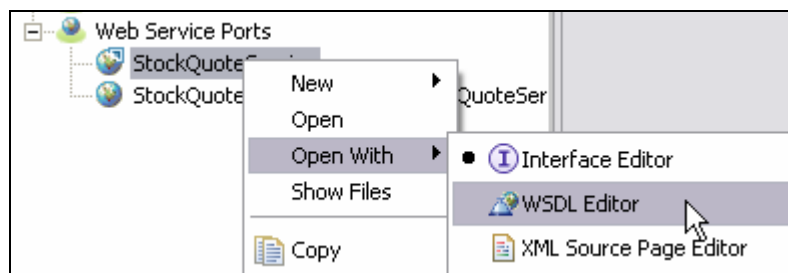 Web Service Ports
StockQuote
New
StockQuote
QuoteSer
Open
Open With
Interface Editor
Show Files
WSDL Editor
Copy
XML Source Page Editor